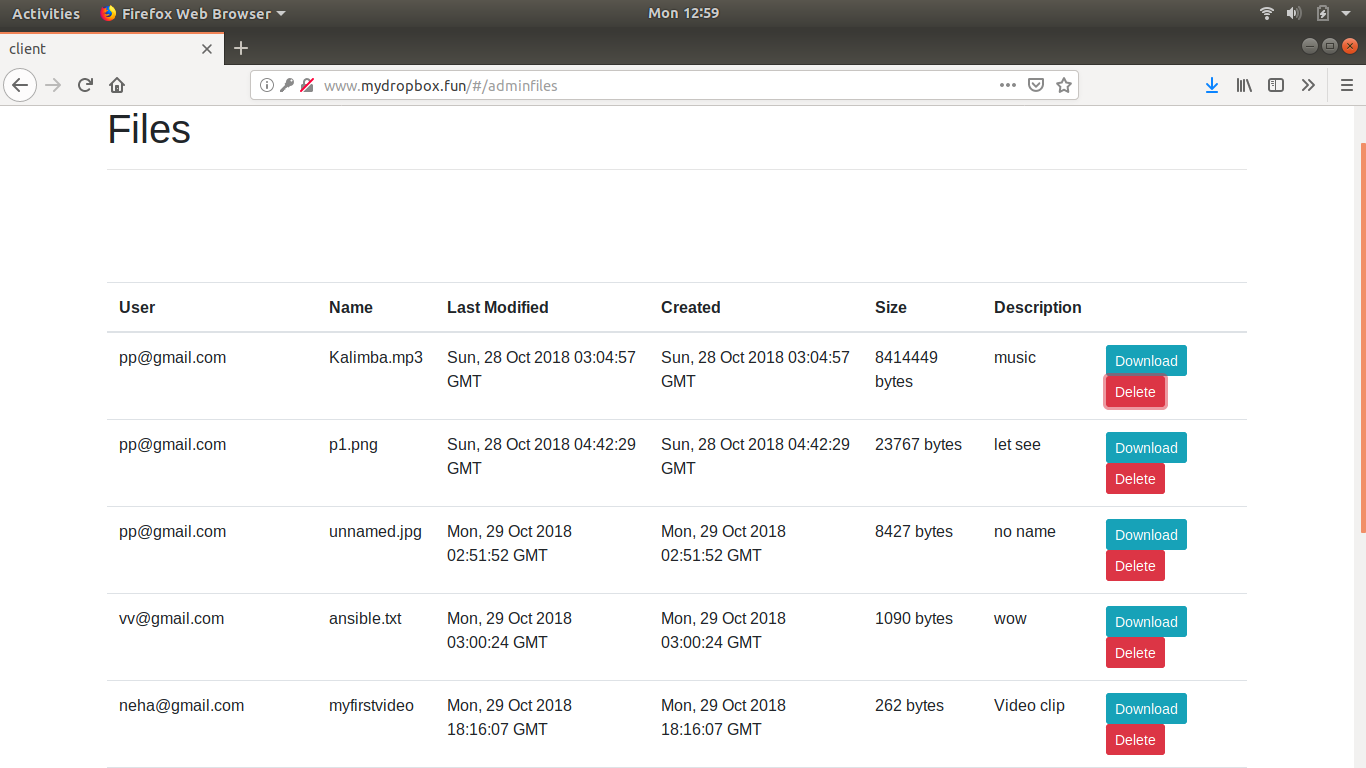 Activities Firefox Web Browser Mon 12:59
client
www.mydropbox.fun/#/adminfiles
Files
User Name Last Modified Created Size Description
pp@gmail.com Kalimba.mp3 Sun, 28 Oct 2018 03:04:57 Sun, 28 Oct 2018 03:04:57 8414449 music Download
GMT GMT bytes
Delete
pp@gmail.com p1.png Sun, 28 Oct 2018 04:42:29 Sun, 28 Oct 2018 04:42:29 23767 bytes let see Download
GMT GMT
Delete
pp@gmail.com unnamed.jpg Mon, 29 Oct 2018 Mon, 29 Oct 2018 8427 bytes no name Download
02:51:52 GMT 02:51:52 GMT
Delete
vv@gmail.com ansible.txt Mon, 29 Oct 2018 Mon, 29 Oct 2018 1090 bytes wow Download
03:00:24 GMT 03:00:24 GMT
Delete
neha@gmail.com myfirstvideo Mon, 29 Oct 2018 Mon, 29 Oct 2018 262 bytes Video clip Download
18:16:07 GMT 18:16:07 GMT
Delete